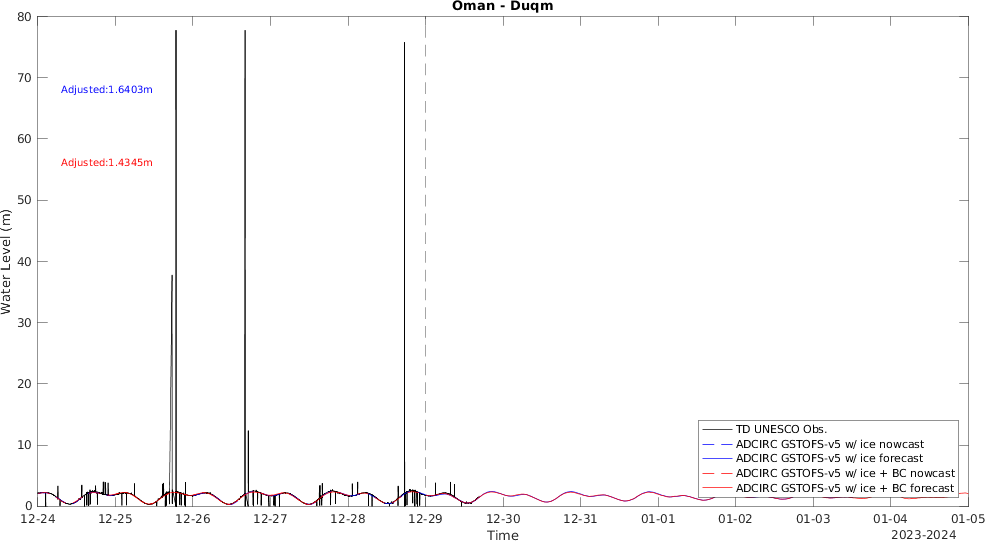 Oman - Duqm
80
70
60
50
40
30
20
10
0
Water Level (m)
Adjusted:1.6403m
Adjusted:1.4345m
TD UNESCO Obs.
ADCIRC GSTOFS-v5 w/ ice nowcast
ADCIRC GSTOFS-v5 w/ ice forecast
ADCIRC GSTOFS-v5 w/ ice + BC nowcast
ADCIRC GSTOFS-v5 w/ ice + BC forecast
12-24 12-25 12-26 12-27 12-28 12-29 12-30 12-31 01-01 01-02 01-03 01-04 01-05
Time
2023-2024